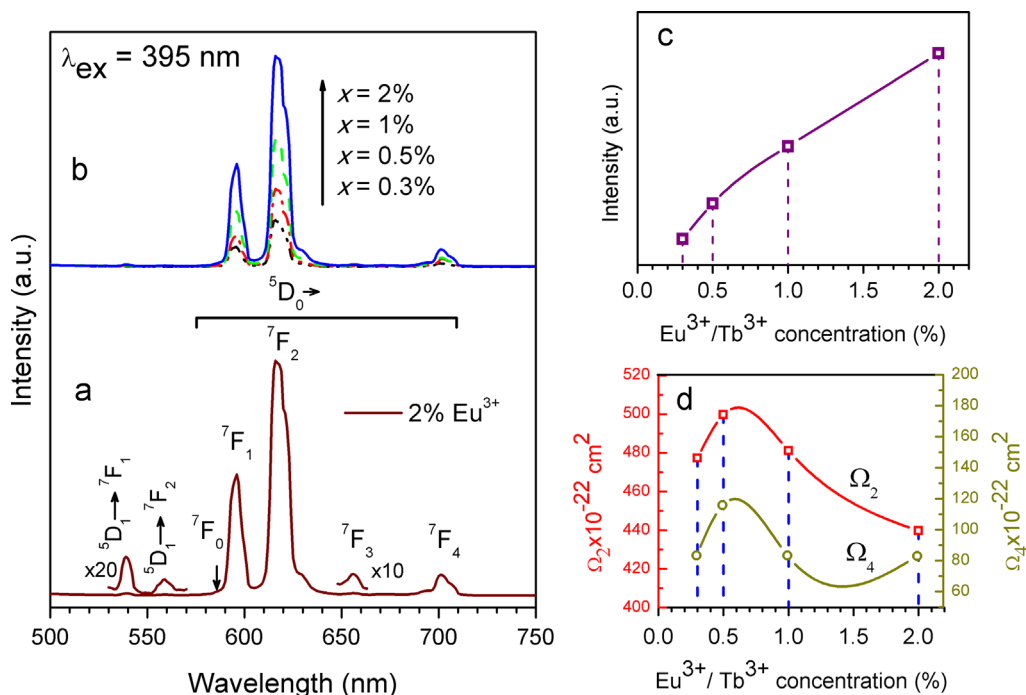 λex = 395 nm
b
x = 2%
x = 1%
x = 0.5%
x = 0.3%
⁵D₀→
a
⁷F₂
2% Eu³⁺
⁷F₁
⁵D₁→⁷F₁
⁵D₁→⁷F₂
⁷F₀
⁷F₃
⁷F₄
x20
x10
500 550 600 650 700 750
Wavelength (nm)
Intensity (a.u.)
c
Intensity (a.u.)
0.0 0.5 1.0 1.5 2.0
Eu³⁺/Tb³⁺ concentration (%)
d
520
500
480
460
440
420
400
Ω₂x10⁻²² cm²
Ω₂
Ω₄
200
180
160
140
120
100
80
60
Ω₄x10⁻²² cm²
0.0 0.5 1.0 1.5 2.0
Eu³⁺/ Tb³⁺ concentration (%)